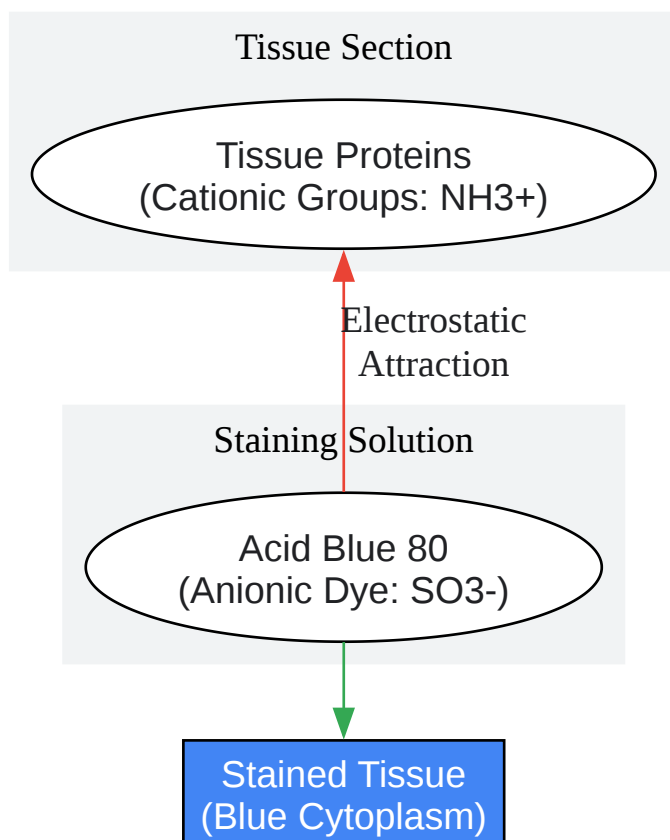 Tissue Section
Tissue Proteins
(Cationic Groups: NH3+)
Electrostatic
Attraction
Staining Solution
Acid Blue 80
(Anionic Dye: SO3-)
Stained Tissue
(Blue Cytoplasm)